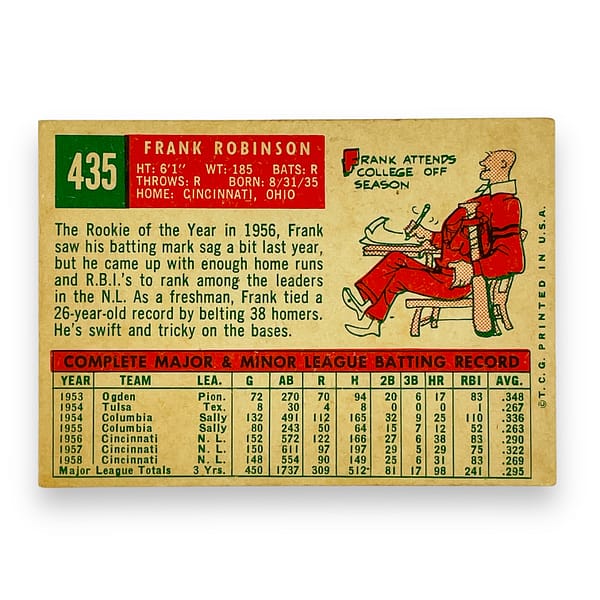 435
FRANK ROBINSON
HT: 6'1" WT: 185 BATS: R
THROWS: R BORN: 8/31/35
HOME: CINCINNATI, OHIO
FRANK ATTENDS
COLLEGE OFF
SEASON
The Rookie of the Year in 1956, Frank
saw his batting mark sag a bit last year,
but he came up with enough home runs
and R.B.I.'s to rank among the leaders
in the N.L. As a freshman, Frank tied a
26-year-old record by belting 38 homers.
He's swift and tricky on the bases.
© T.C.G. PRINTED IN U.S.A.
COMPLETE MAJOR & MINOR LEAGUE BATTING RECORD
YEAR TEAM LEA. G AB R H 2B 3B HR RBI AVG.
1953 Ogden Pion. 72 270 70 94 20 6 17 83 .348
1954 Tulsa Tex. 8 30 4 8 0 0 0 1 .267
1954 Columbia Sally 132 491 112 165 32 9 25 110 .336
1955 Columbia Sally 80 243 50 64 15 7 12 54 .263
1956 Cincinnati N.L. 152 572 122 166 27 6 38 83 .290
1957 Cincinnati N.L. 150 611 97 197 29 5 29 75 .322
1958 Cincinnati N.L. 148 554 90 149 25 6 31 83 .269
Major League Totals 3 Yrs. 450 1737 309 512 81 17 98 241 .295